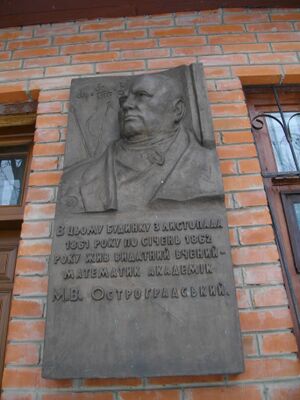 В цьому будинку з листопада
1861 року по січень 1862
року жив видатний вчений-
математик академік
М.В. Остроградський.